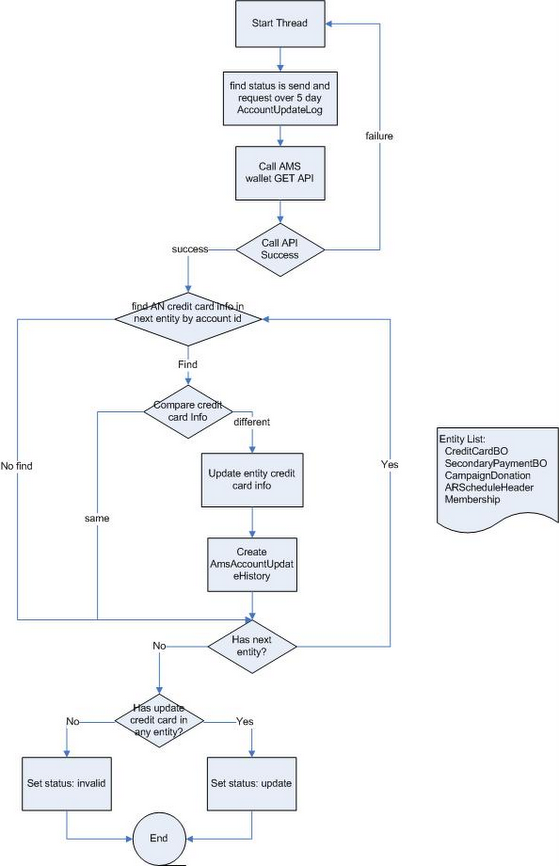 Start Thread
find status is send and
request over 5 day
AccountUpdateLog
failure
Call AMS
wallet GET API
Call API
Success
success
find AN credit card info in
next entity by account id
Find
Compare credit
card Info
different
Entity List:
CreditCardBO
SecondaryPaymentBO
CampaignDonation
ARScheduleHeader
Membership
No find
Yes
Update entity credit
card info
same
Create
AmsAccountUpdat
eHistory
Has next
entity?
No
Has update
credit card in
any entity?
No
Yes
Set status: invalid
Set status: update
End